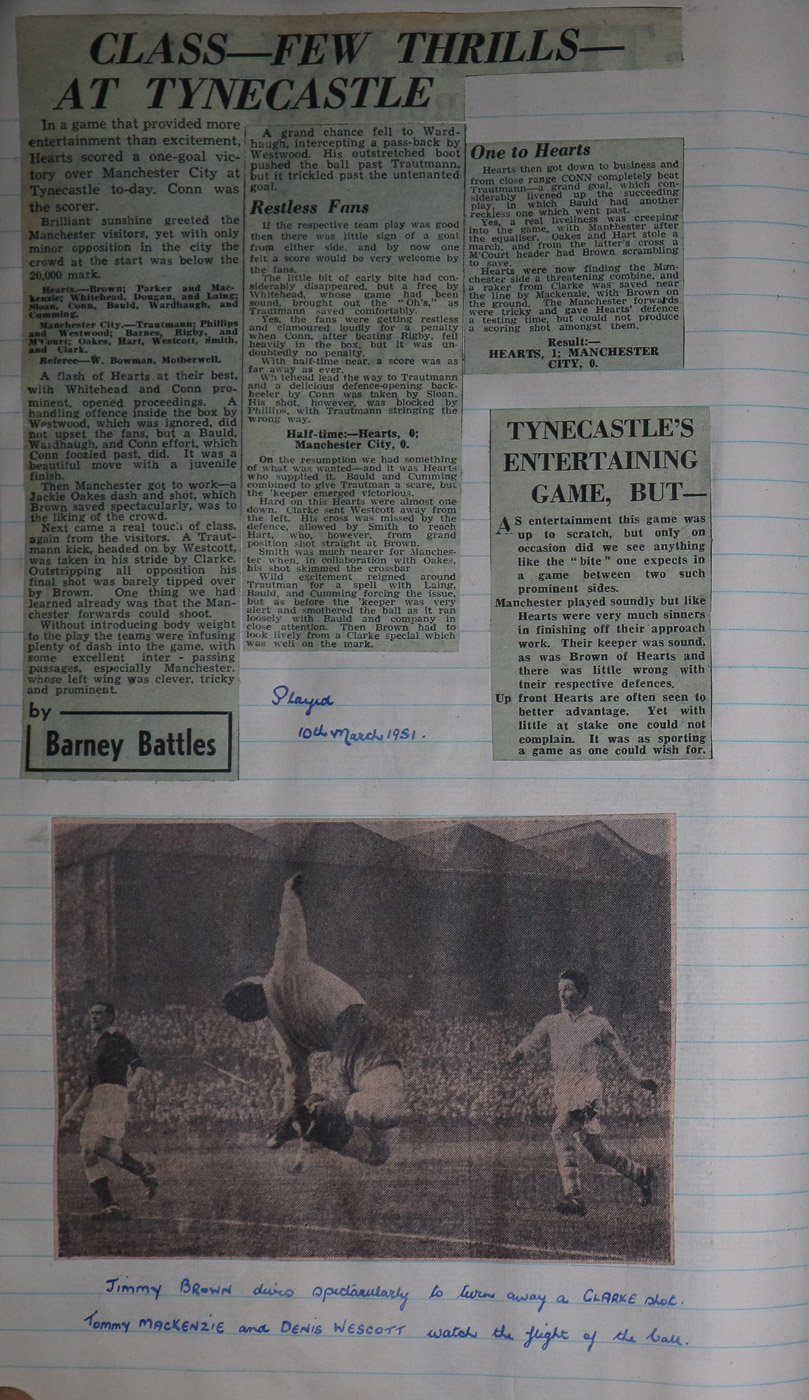 CLASS—FEW THRILLS—
AT TYNECASTLE
In a game that provided more
entertainment than excitement,
Hearts scored a one-goal vic-
tory over Manchester City at
Tynecastle to-day. Conn was
the scorer.
Brilliant sunshine greeted the
Manchester visitors, yet with only
minor opposition in the city the
crowd at the start was below the
20,000 mark.
Hearts.—Brown; Parker and Mac-
kenzie; Whitehead, Dougan, and Laing;
Sloan, Conn, Bauld, Wardhaugh, and
Cumming.
Manchester City.—Trautmann; Phillips
and Westwood; Barnes, Rigby, and
M'Court; Oakes, Hart, Westcott, Smith,
and Clark.
Referee—W. Bowman, Motherwell.
A flash of Hearts at their best,
with Whitehead and Conn pro-
minent, opened proceedings. A
handling offence inside the box by
Westwood, which was ignored, did
not upset the fans, but a Bauld,
Wardhaugh, and Conn effort, which
Conn foozled past, did. It was a
beautiful move with a juvenile
finish.
Then Manchester got to work—a
Jackie Oakes dash and shot, which
Brown saved spectacularly, was to
the liking of the crowd.
Next came a real touch of class,
again from the visitors. A Traut-
mann kick, headed on by Westcott,
was taken in his stride by Clarke.
Outstripping all opposition his
final shot was barely tipped over
by Brown. One thing we had
learned already was that the Man-
chester forwards could shoot.
Without introducing body weight
to the play the teams were infusing
plenty of dash into the game, with
some excellent inter - passing
passages, especially Manchester,
whose left wing was clever, tricky
and prominent.
by
Barney Battles
A grand chance fell to Ward-
haugh, intercepting a pass-back by
Westwood. His outstretched boot
pushed the ball past Trautmann,
but it trickled past the untenanted
goal.
Restless Fans
If the respective team play was good
then there was little sign of a goal
from either side, and by now one
felt a score would be very welcome by
the fans.
The little bit of early bite had con-
siderably disappeared, but a free by
Whitehead, whose game had been
sound, brought out the "Oh's," as
Trautmann saved comfortably.
Yes, the fans were getting restless
and clamoured loudly for a penalty
when Conn, after beating Rigby, fell
heavily in the box, but it was un-
doubtedly no penalty.
With half-time near, a score was as
far away as ever.
Whitehead lead the way to Trautmann
and a delicious defence-opening back-
heeler by Conn was taken by Sloan.
His shot, however, was blocked by
Phillips, with Trautmann stringing the
wrong way.
Half-time:—Hearts, 0;
Manchester City, 0.
On the resumption we had something
of what was wanted—and it was Hearts
who supplied it. Bauld and Cumming
combined to give Trautman a scare, but
the 'keeper emerged victorious.
Hard on this Hearts were almost one
down. Clarke sent Westcott away from
the left. His cross was missed by the
defence, allowed by Smith to reach
Hart, who, however, from grand
position shot straight at Brown.
Smith was much nearer for Manches-
ter when, in collaboration with Oakes,
his shot skimmed the crossbar
Wild excitement reigned around
Trautman for a spell with Laing,
Bauld, and Cumming forcing the issue,
but as before the 'keeper was very
alert and smothered the ball as it ran
loosely with Bauld and company in
close attention. Then Brown had to
look lively from a Clarke special which
was well on the mark.
One to Hearts
Hearts then got down to business and
from close range CONN completely beat
Trautmann—a grand goal, which con-
siderably livened up the succeeding
play, in which Bauld had another
reckless one which went past.
Yes, a real liveliness was creeping
into the game, with Manchester after
the equaliser. Oakes and Hart stole a
march, and from the latter's cross a
M'Court header had Brown scrambling
to save.
Hearts were now finding the Man-
chester side a threatening combine, and
a raker from Clarke was saved near
the line by Mackenzie, with Brown on
the ground. The Manchester forwards
were tricky and gave Hearts' defence
a testing time, but could not produce
a scoring shot amongst them.
Result:—
HEARTS, 1; MANCHESTER
CITY, 0.
TYNECASTLE'S
ENTERTAINING
GAME, BUT—
AS entertainment this game was
up to scratch, but only on
occasion did we see anything
like the "bite" one expects in
a game between two such
prominent sides.
Manchester played soundly but like
Hearts were very much sinners
in finishing off their approach
work. Their keeper was sound,
as was Brown of Hearts and
there was little wrong with
their respective defences.
Up front Hearts are often seen to
better advantage. Yet with
little at stake one could not
complain. It was as sporting
a game as one could wish for.
Played
10th March 1951.
Jimmy BROWN dives spectacularly to turn away a CLARKE shot.
Tommy MACKENZIE and DENIS WESCOTT watch the flight of the ball.